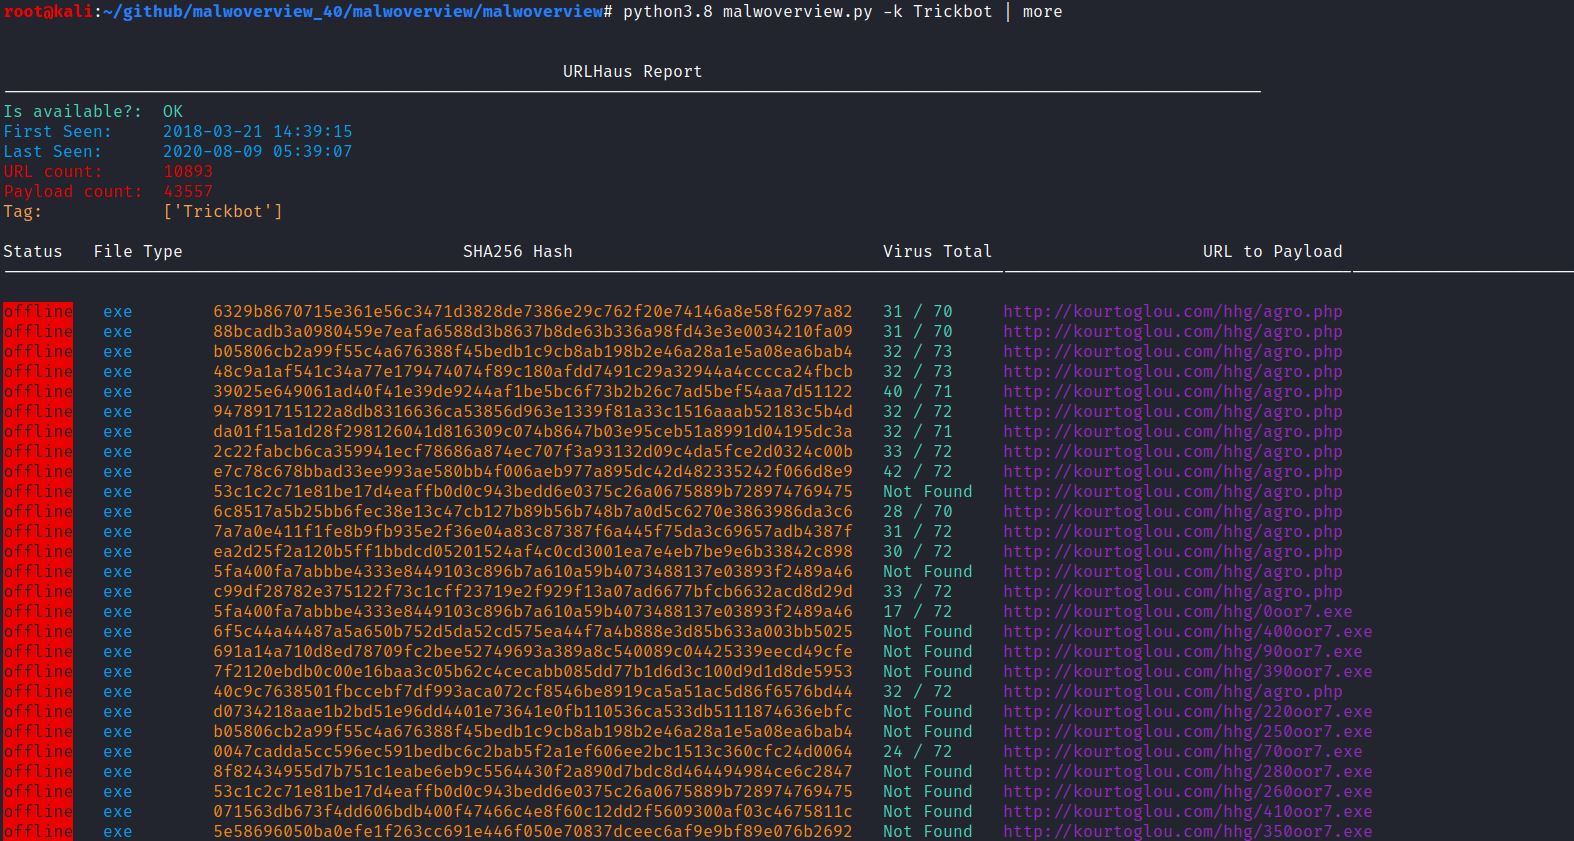 root@kali:~/github/malwoverview_40/malwoverview/malwoverview# python3.8 malwoverview.py -k Trickbot | more
URLHaus Report
Is available?: OK
First Seen: 2018-03-21 14:39:15
Last Seen: 2020-08-09 05:39:07
URL count: 10893
Payload count: 43557
Tag: ['Trickbot']
Status File Type SHA256 Hash Virus Total URL to Payload
offline exe 6329b8670715e361e56c3471d3828de7386e29c762f20e74146a8e58f6297a82 31 / 70 http://kourtoglou.com/hhg/agro.php
offline exe 88bcadb3a0980459e7eafa6588d3b8637b8de63b336a98fd43e3e0034210fa09 31 / 70 http://kourtoglou.com/hhg/agro.php
offline exe b05806cb2a99f55c4a676388f45bedb1c9cb8ab198b2e46a28a1e5a08ea6bab4 32 / 73 http://kourtoglou.com/hhg/agro.php
offline exe 48c9a1af541c34a77e179474074f89c180afdd7491c29a32944a4cccca24fbcb 32 / 73 http://kourtoglou.com/hhg/agro.php
offline exe 39025e649061ad40f41e39de9244af1be5bc6f73b2b26c7ad5bef54aa7d51122 40 / 71 http://kourtoglou.com/hhg/agro.php
offline exe 947891715122a8db8316636ca53856d963e1339f81a33c1516aaab52183c5b4d 32 / 72 http://kourtoglou.com/hhg/agro.php
offline exe da01f15a1d28f298126041d816309c074b8647b03e95ceb51a8991d04195dc3a 32 / 71 http://kourtoglou.com/hhg/agro.php
offline exe 2c22fabcb6ca359941ecf78686a874ec707f3a93132d09c4da5fce2d0324c00b 33 / 72 http://kourtoglou.com/hhg/agro.php
offline exe e7c78c678bbad33ee993ae580bb4f006aeb977a895dc42d482335242f066d8e9 42 / 72 http://kourtoglou.com/hhg/agro.php
offline exe 53c1c2c71e81be17d4eaffb0d0c943bedd6e0375c26a0675889b728974769475 Not Found http://kourtoglou.com/hhg/agro.php
offline exe 6c8517a5b25bb6fec38e13c47cb127b89b56b748b7a0d5c6270e3863986da3c6 28 / 70 http://kourtoglou.com/hhg/agro.php
offline exe 7a7a0e411f1fe8b9fb935e2f36e04a83c87387f6a445f75da3c69657adb4387f 31 / 72 http://kourtoglou.com/hhg/agro.php
offline exe ea2d25f2a120b5ff1bbdcd05201524af4c0cd3001ea7e4eb7be9e6b33842c898 30 / 72 http://kourtoglou.com/hhg/agro.php
offline exe 5fa400fa7abbbe4333e8449103c896b7a610a59b4073488137e03893f2489a46 Not Found http://kourtoglou.com/hhg/agro.php
offline exe c99df28782e375122f73c1cff23719e2f929f13a07ad6677bfcb6632acd8d29d 33 / 72 http://kourtoglou.com/hhg/agro.php
offline exe 5fa400fa7abbbe4333e8449103c896b7a610a59b4073488137e03893f2489a46 17 / 72 http://kourtoglou.com/hhg/0oor7.exe
offline exe 6f5c44a44487a5a650b752d5da52cd575ea44f7a4b888e3d85b633a003bb5025 Not Found http://kourtoglou.com/hhg/400oor7.exe
offline exe 691a14a710d8ed78709fc2bee52749693a389a8c540089c04425339eecd49cfe Not Found http://kourtoglou.com/hhg/90oor7.exe
offline exe 7f2120ebdb0c00e16baa3c05b62c4cecabb085dd77b1d6d3c100d9d1d8de5953 Not Found http://kourtoglou.com/hhg/390oor7.exe
offline exe 40c9c7638501fbccebf7df993aca072cf8546be8919ca5a51ac5d86f6576bd44 32 / 72 http://kourtoglou.com/hhg/agro.php
offline exe d0734218aae1b2bd51e96dd4401e73641e0fb110536ca533db5111874636ebfc Not Found http://kourtoglou.com/hhg/220oor7.exe
offline exe b05806cb2a99f55c4a676388f45bedb1c9cb8ab198b2e46a28a1e5a08ea6bab4 Not Found http://kourtoglou.com/hhg/250oor7.exe
offline exe 0047cadda5cc596ec591bedbc6c2bab5f2a1ef606ee2bc1513c360cfc24d0064 24 / 72 http://kourtoglou.com/hhg/70oor7.exe
offline exe 8f82434955d7b751c1eabe6eb9c5564430f2a890d7bdc8d464494984ce6c2847 Not Found http://kourtoglou.com/hhg/280oor7.exe
offline exe 53c1c2c71e81be17d4eaffb0d0c943bedd6e0375c26a0675889b728974769475 Not Found http://kourtoglou.com/hhg/260oor7.exe
offline exe 071563db673f4dd606bdb400f47466c4e8f60c12dd2f5609300af03c4675811c Not Found http://kourtoglou.com/hhg/410oor7.exe
offline exe 5e58696050ba0efe1f263cc691e446f050e70837dceec6af9e9bf89e076b2692 Not Found http://kourtoglou.com/hhg/350oor7.exe